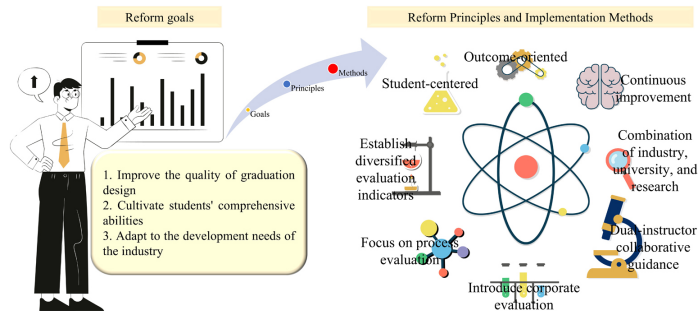 Reform goals
1. Improve the quality of graduation
design
2. Cultivate students' comprehensive
abilities
3. Adapt to the development needs of
the industry
Goals
Principles
Methods
Reform Principles and Implementation Methods
Outcome-oriented
Student-centered
Continuous
improvement
Establish
diversified
evaluation
indicators
Combination
of industry,
university, and
research
Focus on process
evaluation
Dual-instructor
collaborative
guidance
Introduce corporate
evaluation